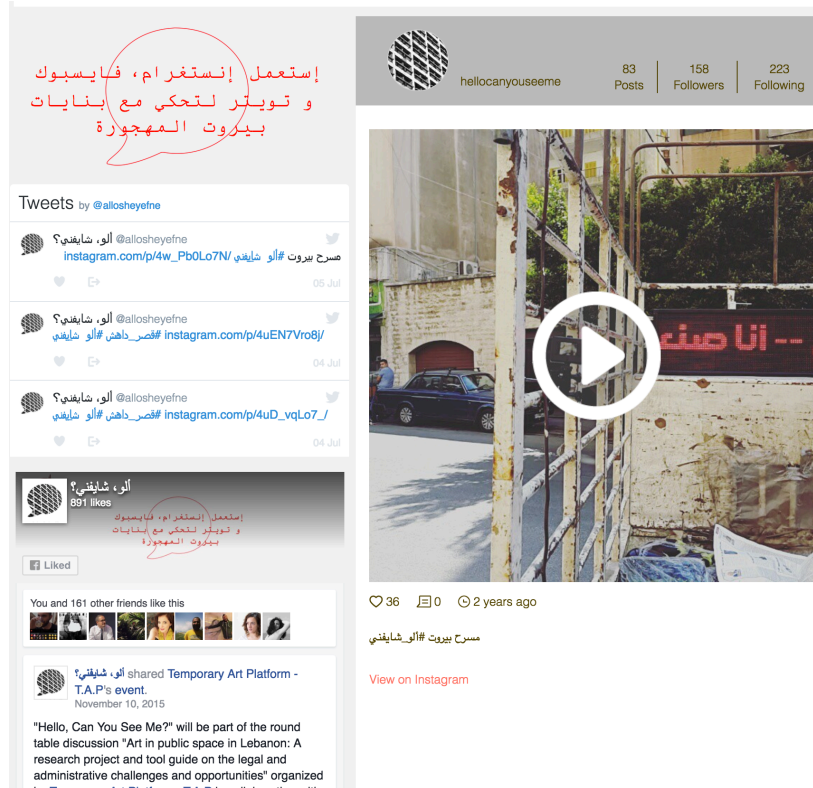 إستعمل إنستغرام، فايسبوك
و تويتر لتحكي مع بنايات
بيروت المهجورة
Tweets by @allosheyefne
ألو، شايفني؟ @allosheyefne
مسرح بيروت #ألو_شايفني instagram.com/p/4w_Pb0Lo7N/
05 Jul
ألو، شايفني؟ @allosheyefne
#قصر_داهش #ألو_شايفني instagram.com/p/4uEN7Vro8j/
04 Jul
ألو، شايفني؟ @allosheyefne
#قصر_داهش #ألو_شايفني instagram.com/p/4uD_vqLo7_/
04 Jul
ألو، شايفني؟
891 likes
إستعمل إنستغرام، فايسبوك
و تويتر لتحكي مع بنايات
بيروت المهجورة
Liked
You and 161 other friends like this
ألو، شايفني؟ shared Temporary Art Platform -
T.A.P's event.
November 10, 2015
"Hello, Can You See Me?" will be part of the round
table discussion "Art in public space in Lebanon: A
research project and tool guide on the legal and
administrative challenges and opportunities" organized
hellocanyouseeme
83 Posts
158 Followers
223 Following
-- انا صنع
36 0 2 years ago
مسرح بيروت #ألو_شايفني
View on Instagram